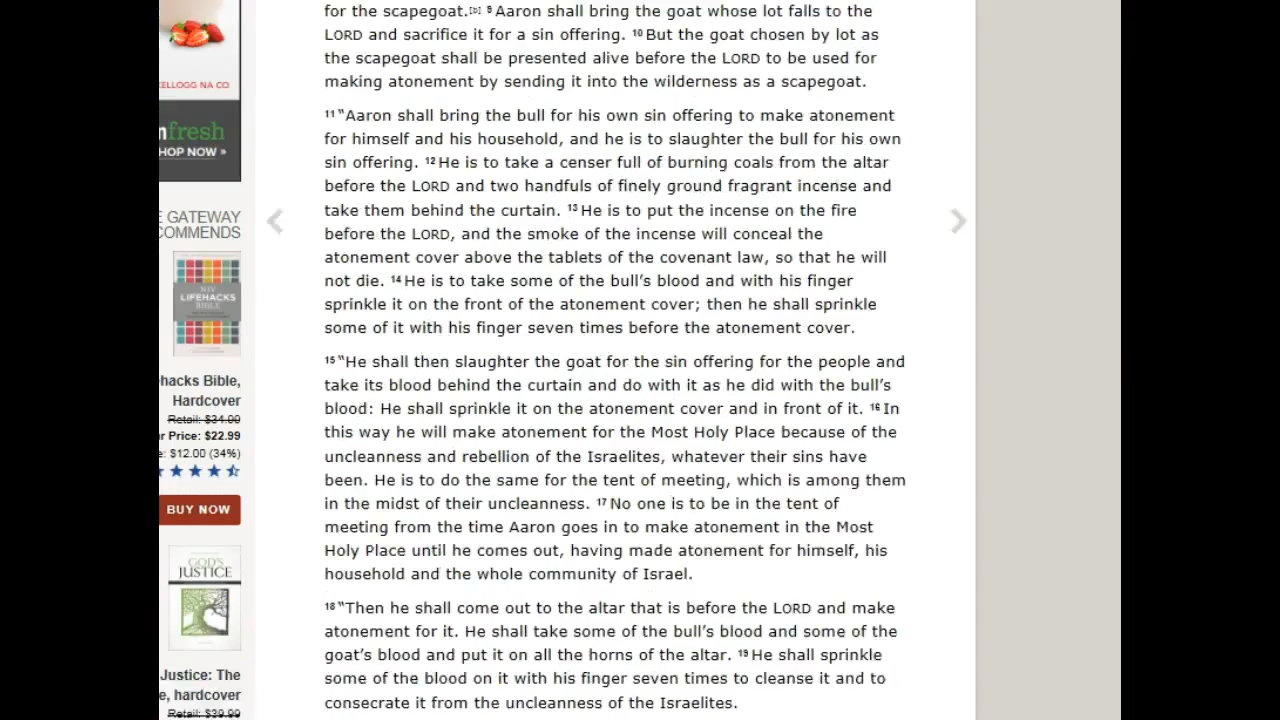 for the scapegoat.[b] 9 Aaron shall bring the goat whose lot falls to the
LORD and sacrifice it for a sin offering. 10 But the goat chosen by lot as
the scapegoat shall be presented alive before the LORD to be used for
making atonement by sending it into the wilderness as a scapegoat.
11 “Aaron shall bring the bull for his own sin offering to make atonement
for himself and his household, and he is to slaughter the bull for his own
sin offering. 12 He is to take a censer full of burning coals from the altar
before the LORD and two handfuls of finely ground fragrant incense and
take them behind the curtain. 13 He is to put the incense on the fire
before the LORD, and the smoke of the incense will conceal the
atonement cover above the tablets of the covenant law, so that he will
not die. 14 He is to take some of the bull’s blood and with his finger
sprinkle it on the front of the atonement cover; then he shall sprinkle
some of it with his finger seven times before the atonement cover.
15 “He shall then slaughter the goat for the sin offering for the people and
take its blood behind the curtain and do with it as he did with the bull’s
blood: He shall sprinkle it on the atonement cover and in front of it. 16 In
this way he will make atonement for the Most Holy Place because of the
uncleanness and rebellion of the Israelites, whatever their sins have
been. He is to do the same for the tent of meeting, which is among them
in the midst of their uncleanness. 17 No one is to be in the tent of
meeting from the time Aaron goes in to make atonement in the Most
Holy Place until he comes out, having made atonement for himself, his
household and the whole community of Israel.
18 “Then he shall come out to the altar that is before the LORD and make
atonement for it. He shall take some of the bull’s blood and some of the
goat’s blood and put it on all the horns of the altar. 19 He shall sprinkle
some of the blood on it with his finger seven times to cleanse it and to
consecrate it from the uncleanness of the Israelites.
KELLOGG NA CO
nfresh
HOP NOW »
E GATEWAY
COMMENDS
NIV
LIFEHACKS
BIBLE
hacks Bible,
Hardcover
Retail: $34.99
r Price: $22.99
e: $12.00 (34%)
BUY NOW
GOD'S
JUSTICE
Justice: The
e, hardcover
Retail: $39.99